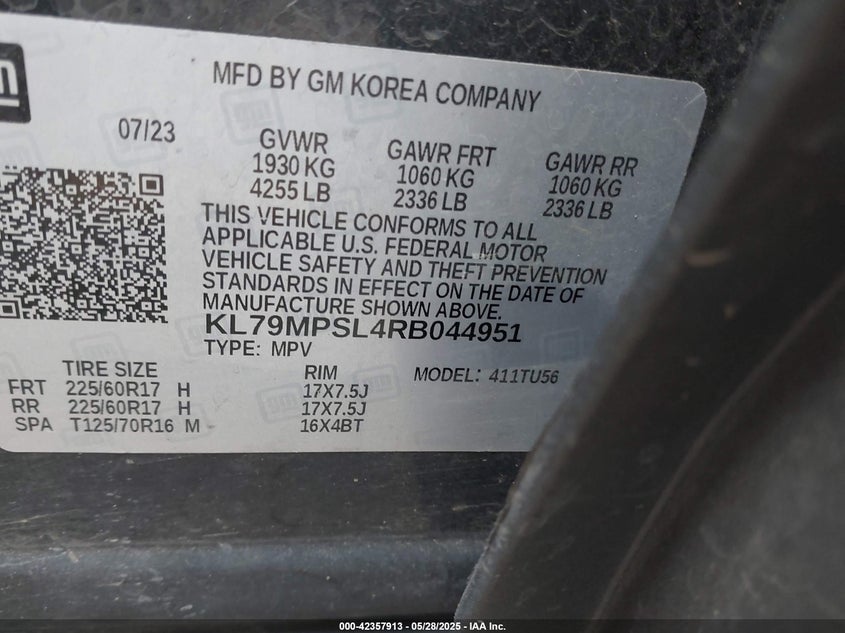 GM
MFD BY GM KOREA COMPANY
07/23
GVWR GAWR FRT GAWR RR
1930 KG 1060 KG 1060 KG
4255 LB 2336 LB 2336 LB
THIS VEHICLE CONFORMS TO ALL
APPLICABLE U.S. FEDERAL MOTOR
VEHICLE SAFETY AND THEFT PREVENTION
STANDARDS IN EFFECT ON THE DATE OF
MANUFACTURE SHOWN ABOVE.
KL79MPSL4RB044951
TYPE: MPV
TIRE SIZE RIM MODEL: 411TU56
FRT 225/60R17 H 17X7.5J
RR 225/60R17 H 17X7.5J
SPA T125/70R16 M 16X4BT
000-42357913 - 05/28/2025 - IAA Inc.